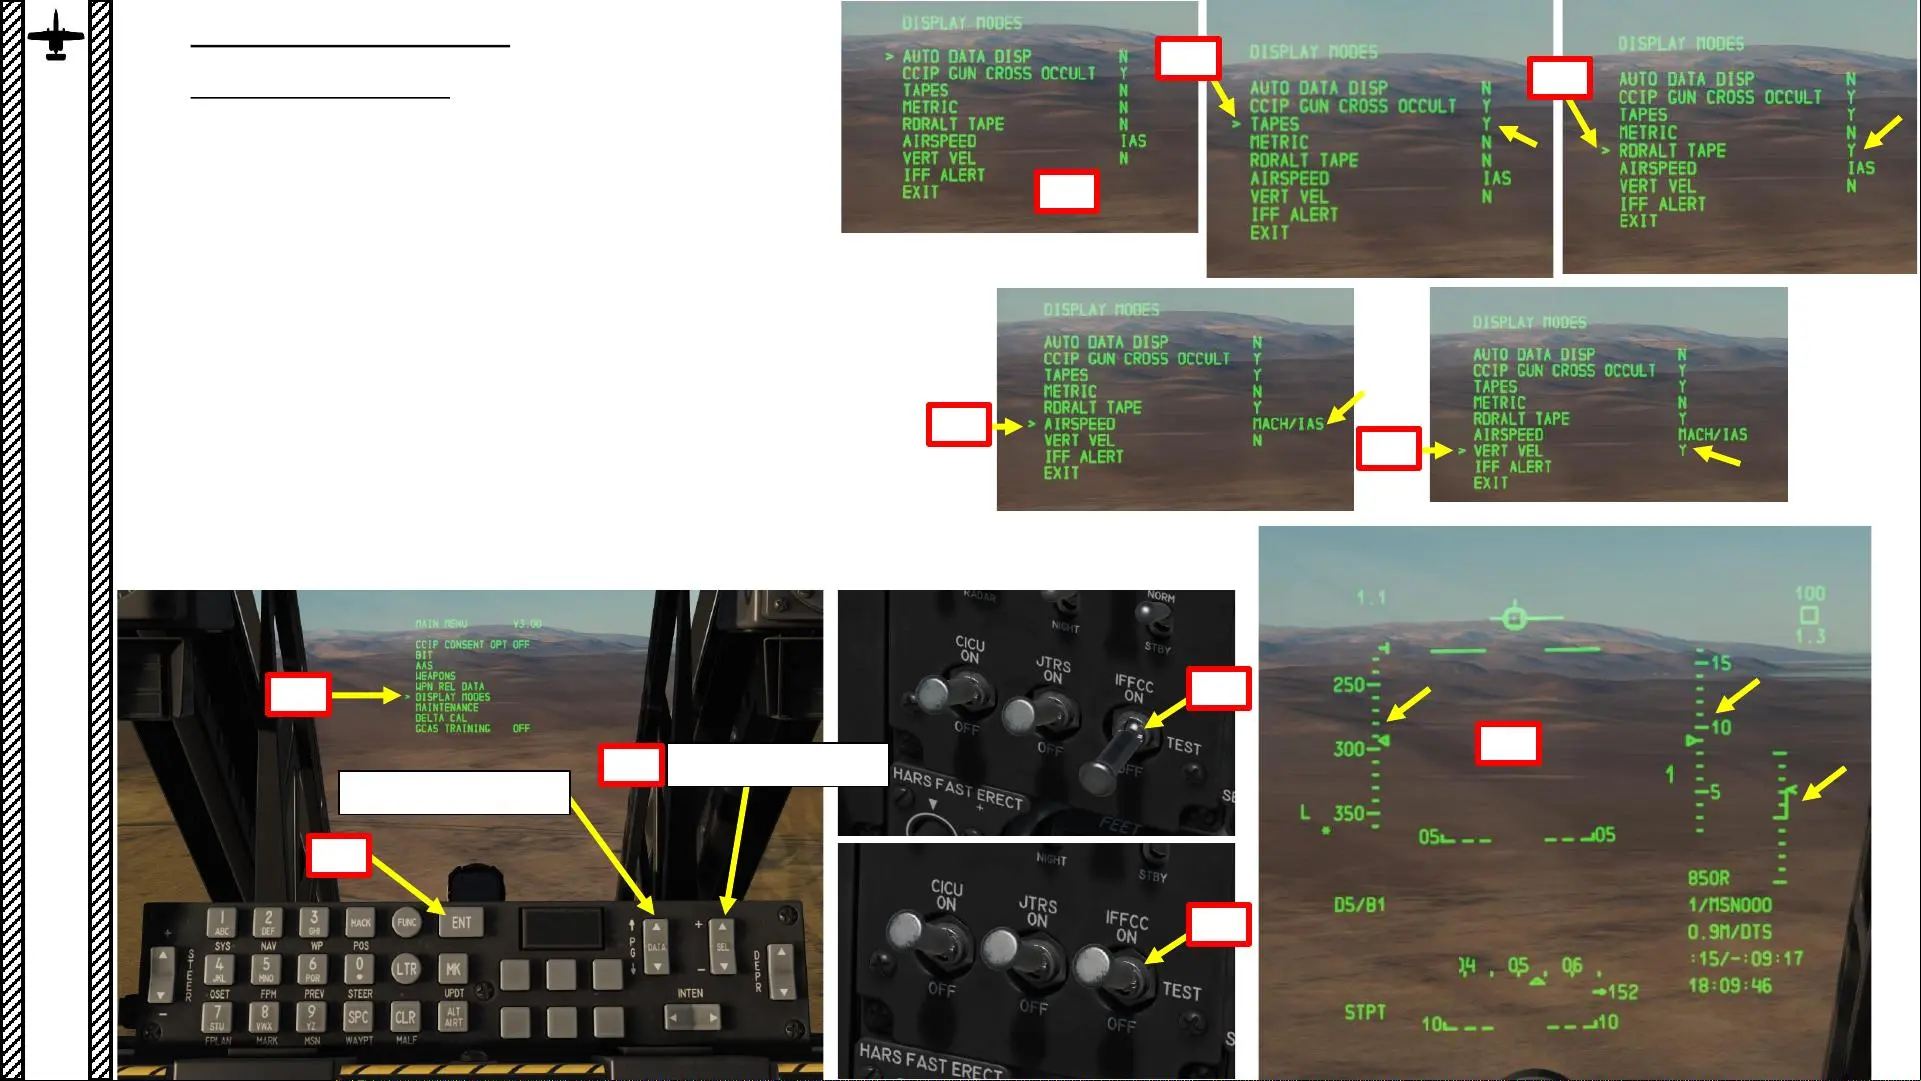 DISPLAY MODES
> AUTO DATA DISP N
CCIP GUN CROSS OCCULT Y
TAPES N
METRIC N
RDRALT TAPE N
AIRSPEED IAS
VERT VEL N
IFF ALERT
EXIT
DISPLAY MODES
AUTO DATA DISP N
CCIP GUN CROSS OCCULT Y
> TAPES Y
METRIC N
RDRALT TAPE N
AIRSPEED IAS
VERT VEL N
IFF ALERT
EXIT
DISPLAY MODES
AUTO DATA DISP N
CCIP GUN CROSS OCCULT Y
TAPES Y
METRIC N
> RDRALT TAPE Y
AIRSPEED IAS
VERT VEL N
IFF ALERT
EXIT
DISPLAY MODES
AUTO DATA DISP N
CCIP GUN CROSS OCCULT Y
TAPES Y
METRIC N
RDRALT TAPE Y
> AIRSPEED MACH/IAS
VERT VEL N
IFF ALERT
EXIT
DISPLAY MODES
AUTO DATA DISP N
CCIP GUN CROSS OCCULT Y
TAPES Y
METRIC N
RDRALT TAPE Y
AIRSPEED MACH/IAS
> VERT VEL Y
IFF ALERT
EXIT
MAIN MENU V3.00
CCIP CONSENT OPT OFF
BIT
AAS
WEAPONS
WPN REL DATA
> DISPLAY MODES
MAINTENANCE
DELTA CAL
GCAS TRAINING OFF
1 ABC 2 DEF 3 GHI HACK FUNC ENT
SYS NAV WP POS
4 JKL 5 MNO 6 PQR 0 LTR MK
OSET FPM PREV STEER UPDT
7 STU 8 VWX 9 YZ SPC CLR ALT ALRT
FPLAN MARK MSN WAYPT MALF
+ STEER −
PG DATA
+ SEL −
DEPR
INTEN
RADAR NORM
NIGHT STBY
CICU ON JTRS ON IFFCC ON
OFF OFF OFF TEST
HARS FAST ERECT
+
FEET
NIGHT STBY
CICU ON JTRS ON IFFCC ON
OFF OFF OFF TEST
HARS FAST ERECT
1.1 100
1.3
250 15
300 10
1 5
L 350
*
05 05
850R
D5/B1 1/MSN000
0.9M/DTS
:15/-:09:17
05 06
152 18:09:46
STPT
10 10